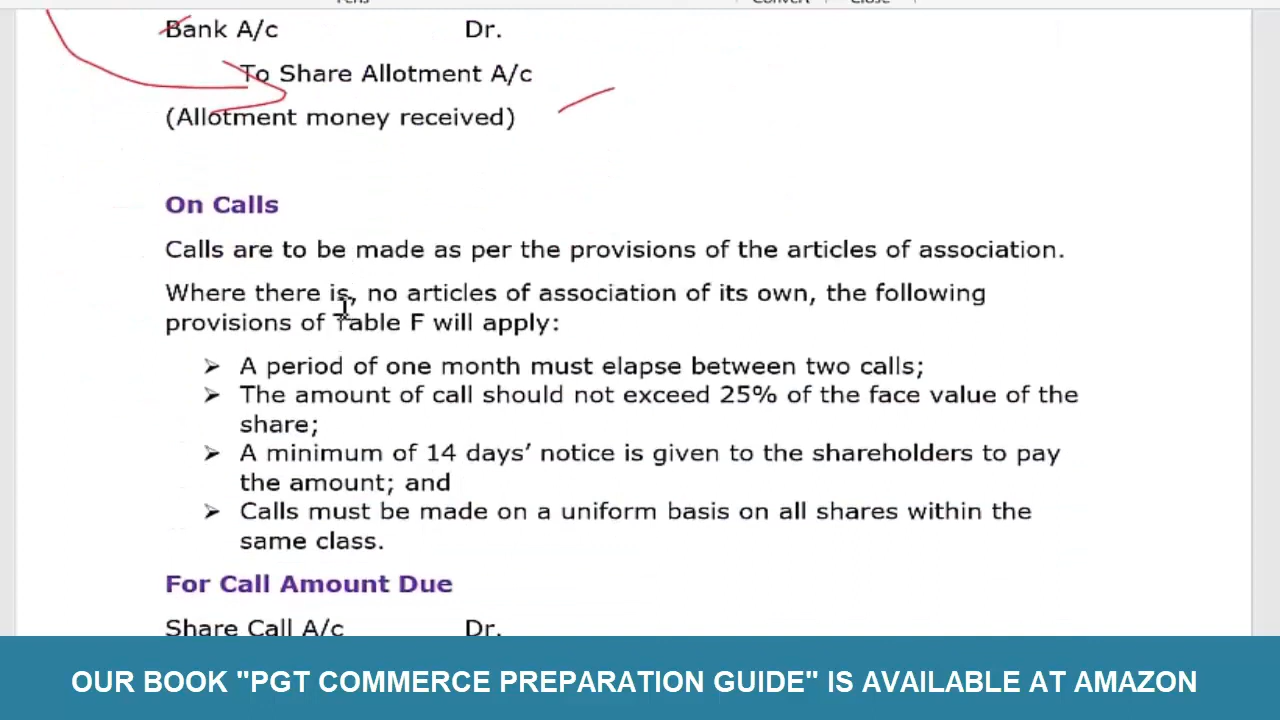 Bank A/c Dr.
To Share Allotment A/c
(Allotment money received)
On Calls
Calls are to be made as per the provisions of the articles of association.
Where there is, no articles of association of its own, the following
provisions of Table F will apply:
➢ A period of one month must elapse between two calls;
➢ The amount of call should not exceed 25% of the face value of the
share;
➢ A minimum of 14 days’ notice is given to the shareholders to pay
the amount; and
➢ Calls must be made on a uniform basis on all shares within the
same class.
For Call Amount Due
Share Call A/c Dr.
OUR BOOK "PGT COMMERCE PREPARATION GUIDE" IS AVAILABLE AT AMAZON